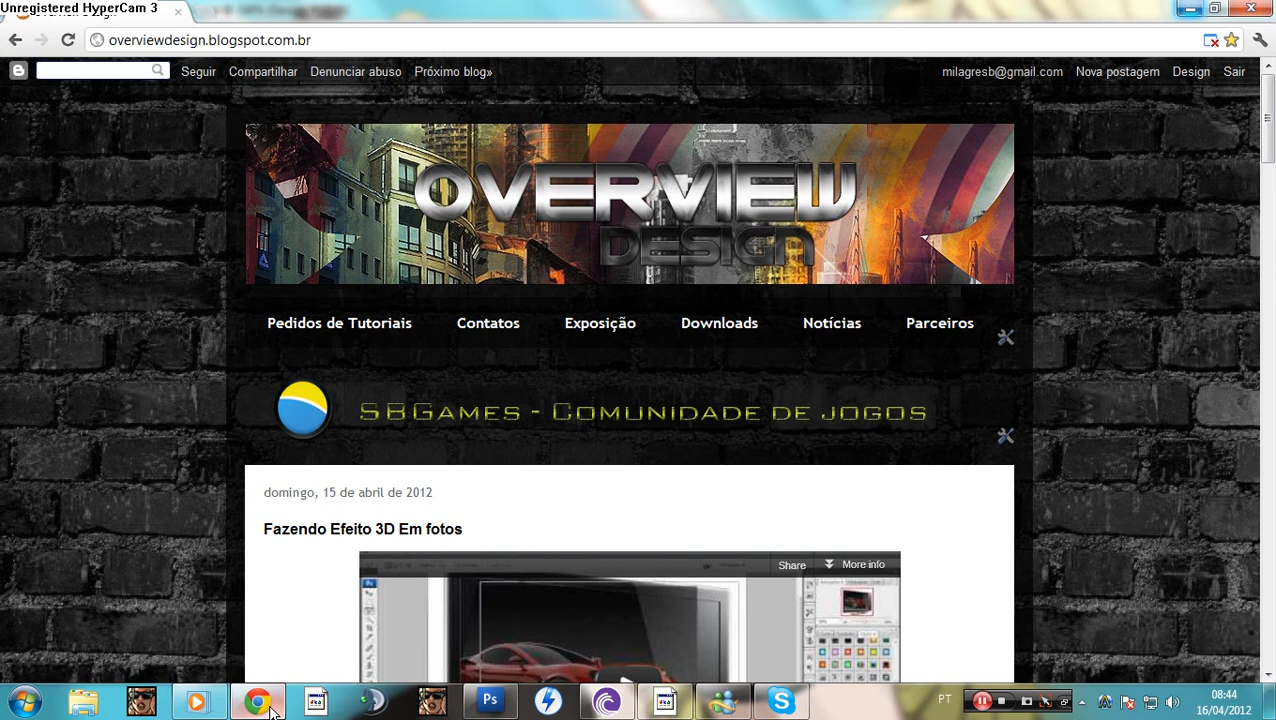 Unregistered HyperCam 3
overviewdesign.blogspot.com.br
Seguir Compartilhar Denunciar abuso Próximo blog» milagresb@gmail.com Nova postagem Design Sair
OVERVIEW
DESIGN
Pedidos de Tutoriais Contatos Exposição Downloads Notícias Parceiros
SBGames - Comunidade de jogos
domingo, 15 de abril de 2012
Fazendo Efeito 3D Em fotos
Share More info
Ps
PT
08:44
16/04/2012